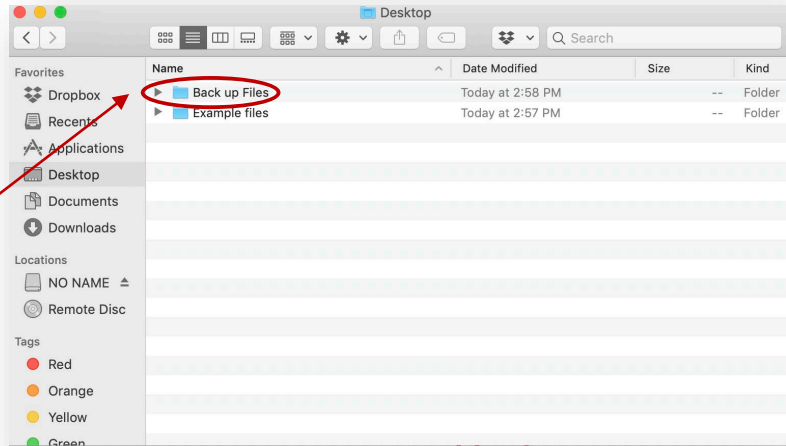 Desktop
Search
Favorites
Dropbox
Recents
Applications
Desktop
Documents
Downloads
Locations
NO NAME
Remote Disc
Tags
Red
Orange
Yellow
Green
Name Date Modified Size Kind
Back up Files Today at 2:58 PM -- Folder
Example files Today at 2:57 PM -- Folder